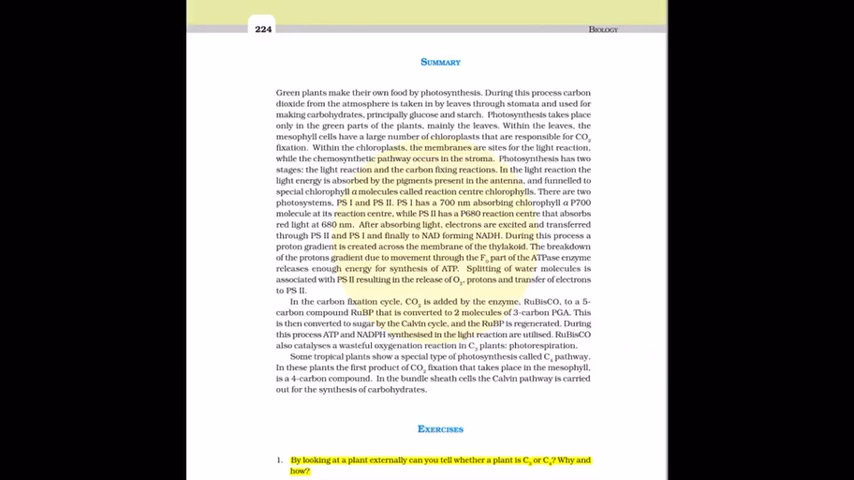 224
BIOLOGY
SUMMARY
Green plants make their own food by photosynthesis. During this process carbon
dioxide from the atmosphere is taken in by leaves through stomata and used for
making carbohydrates, principally glucose and starch. Photosynthesis takes place
only in the green parts of the plants, mainly the leaves. Within the leaves, the
mesophyll cells have a large number of chloroplasts that are responsible for CO₂
fixation. Within the chloroplasts, the membranes are sites for the light reaction,
while the chemosynthetic pathway occurs in the stroma. Photosynthesis has two
stages: the light reaction and the carbon fixing reactions. In the light reaction the
light energy is absorbed by the pigments present in the antenna, and funnelled to
special chlorophyll a molecules called reaction centre chlorophylls. There are two
photosystems, PS I and PS II. PS I has a 700 nm absorbing chlorophyll a P700
molecule at its reaction centre, while PS II has a P680 reaction centre that absorbs
red light at 680 nm. After absorbing light, electrons are excited and transferred
through PS II and PS I and finally to NAD forming NADH. During this process a
proton gradient is created across the membrane of the thylakoid. The breakdown
of the protons gradient due to movement through the F₀ part of the ATPase enzyme
releases enough energy for synthesis of ATP. Splitting of water molecules is
associated with PS II resulting in the release of O₂, protons and transfer of electrons
to PS II.
In the carbon fixation cycle, CO₂ is added by the enzyme, RuBisCO, to a 5-
carbon compound RuBP that is converted to 2 molecules of 3-carbon PGA. This
is then converted to sugar by the Calvin cycle, and the RuBP is regenerated. During
this process ATP and NADPH synthesised in the light reaction are utilised. RuBisCO
also catalyses a wasteful oxygenation reaction in C₃ plants: photorespiration.
Some tropical plants show a special type of photosynthesis called C₄ pathway.
In these plants the first product of CO₂ fixation that takes place in the mesophyll,
is a 4-carbon compound. In the bundle sheath cells the Calvin pathway is carried
out for the synthesis of carbohydrates.
EXERCISES
1. By looking at a plant externally can you tell whether a plant is C₃ or C₄? Why and
how?